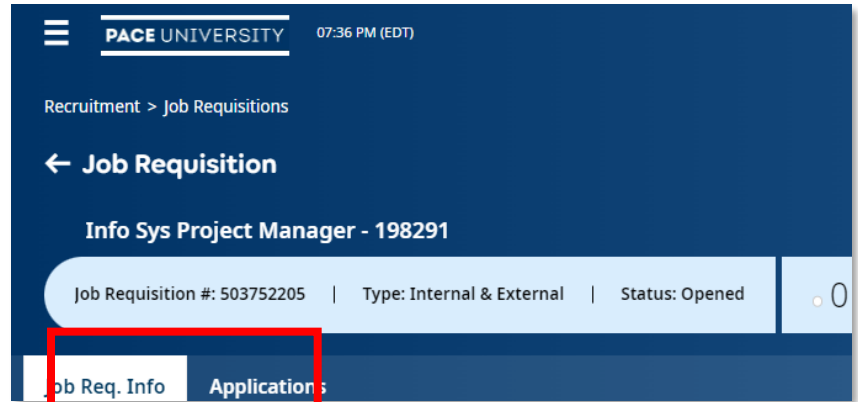 PACE UNIVERSITY 07:36 PM (EDT)
Recruitment > Job Requisitions
← Job Requisition
Info Sys Project Manager - 198291
Job Requisition #: 503752205 | Type: Internal & External | Status: Opened 0
Job Req. Info Applications